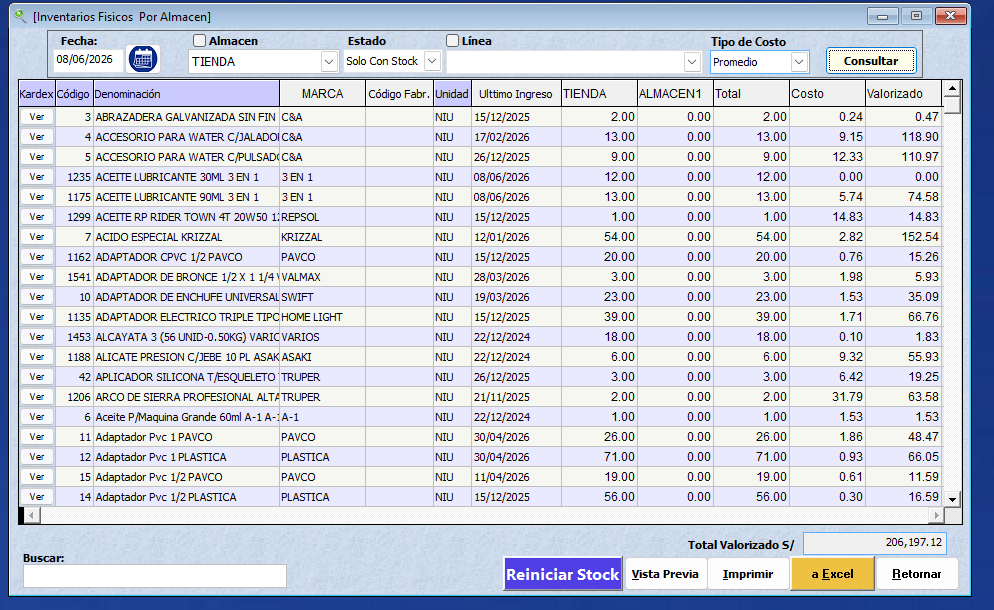 [Inventarios Fisicos Por Almacen]
Fecha: Almacen Estado Línea Tipo de Costo
08/06/2026 TIENDA Solo Con Stock Promedio Consultar
Kardex Código Denominación MARCA Código Fabr. Unidad Ulttimo Ingreso TIENDA ALMACEN1 Total Costo Valorizado
Ver 3 ABRAZADERA GALVANIZADA SIN FIN C&A NIU 15/12/2025 2.00 0.00 2.00 0.24 0.47
Ver 4 ACCESORIO PARA WATER C/JALADO C&A NIU 17/02/2026 13.00 0.00 13.00 9.15 118.90
Ver 5 ACCESORIO PARA WATER C/PULSAD C&A NIU 26/12/2025 9.00 0.00 9.00 12.33 110.97
Ver 1235 ACEITE LUBRICANTE 30ML 3 EN 1 3 EN 1 NIU 08/06/2026 12.00 0.00 12.00 0.00 0.00
Ver 1175 ACEITE LUBRICANTE 90ML 3 EN 1 3 EN 1 NIU 08/06/2026 13.00 0.00 13.00 5.74 74.58
Ver 1299 ACEITE RP RIDER TOWN 4T 20W50 1 REPSOL NIU 15/12/2025 1.00 0.00 1.00 14.83 14.83
Ver 7 ACIDO ESPECIAL KRIZZAL KRIZZAL NIU 12/01/2026 54.00 0.00 54.00 2.82 152.54
Ver 1162 ADAPTADOR CPVC 1/2 PAVCO PAVCO NIU 15/12/2025 20.00 0.00 20.00 0.76 15.26
Ver 1541 ADAPTADOR DE BRONCE 1/2 X 1 1/4 VALMAX NIU 28/03/2026 3.00 0.00 3.00 1.98 5.93
Ver 10 ADAPTADOR DE ENCHUFE UNIVERSAL SWIFT NIU 19/03/2026 23.00 0.00 23.00 1.53 35.09
Ver 1135 ADAPTADOR ELECTRICO TRIPLE TIPO HOME LIGHT NIU 15/12/2025 39.00 0.00 39.00 1.71 66.76
Ver 1453 ALCAYATA 3 (56 UNID-0.50KG) VARIO VARIOS NIU 22/12/2024 18.00 0.00 18.00 0.10 1.83
Ver 1188 ALICATE PRESION C/JEBE 10 PL ASAK ASAKI NIU 22/12/2024 6.00 0.00 6.00 9.32 55.93
Ver 42 APLICADOR SILICONA T/ESQUELETO TRUPER NIU 26/12/2025 3.00 0.00 3.00 6.42 19.25
Ver 1206 ARCO DE SIERRA PROFESIONAL ALTA TRUPER NIU 21/11/2025 2.00 0.00 2.00 31.79 63.58
Ver 6 Aceite P/Maquina Grande 60ml A-1 A-1 A-1 NIU 22/12/2024 1.00 0.00 1.00 1.53 1.53
Ver 11 Adaptador Pvc 1 PAVCO PAVCO NIU 30/04/2026 26.00 0.00 26.00 1.86 48.47
Ver 12 Adaptador Pvc 1 PLASTICA PLASTICA NIU 30/04/2026 71.00 0.00 71.00 0.93 66.05
Ver 15 Adaptador Pvc 1/2 PAVCO PAVCO NIU 11/04/2026 19.00 0.00 19.00 0.61 11.59
Ver 14 Adaptador Pvc 1/2 PLASTICA PLASTICA NIU 15/12/2025 56.00 0.00 56.00 0.30 16.59
Total Valorizado S/ 206,197.12
Buscar:
Reiniciar Stock Vista Previa Imprimir a Excel Retornar